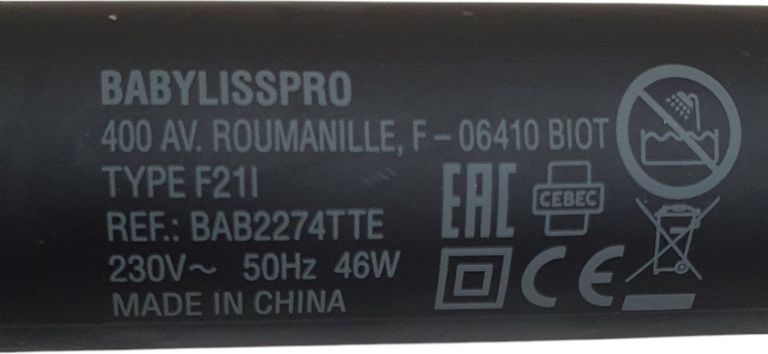 BABYLISSPRO
400 AV. ROUMANILLE, F – 06410 BIOT
TYPE F21I
REF.: BAB2274TTE
230V~ 50Hz 46W
MADE IN CHINA
EAC
CEBEC
CE